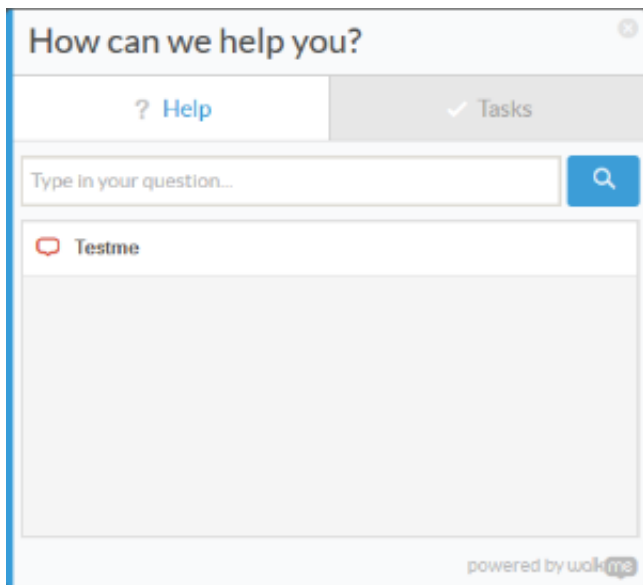 How can we help you?
? Help
Tasks
Type in your question...
Testme
powered by walkme